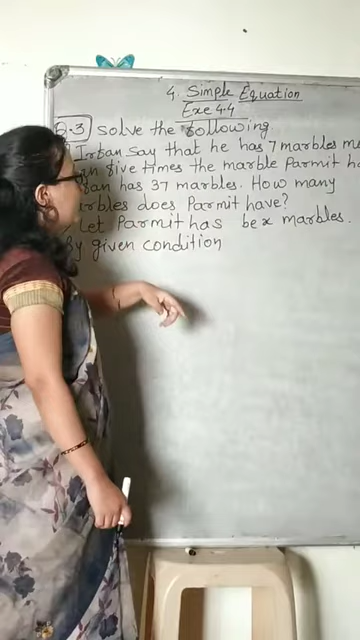 4. Simple Equation
Exe 4.4
Q.3 solve the following.
Irfan say that he has 7 marbles
five times the marble Parmit
has 37 marbles. How many
does Parmit have?
Let Parmit has be x marbles.
By given condition